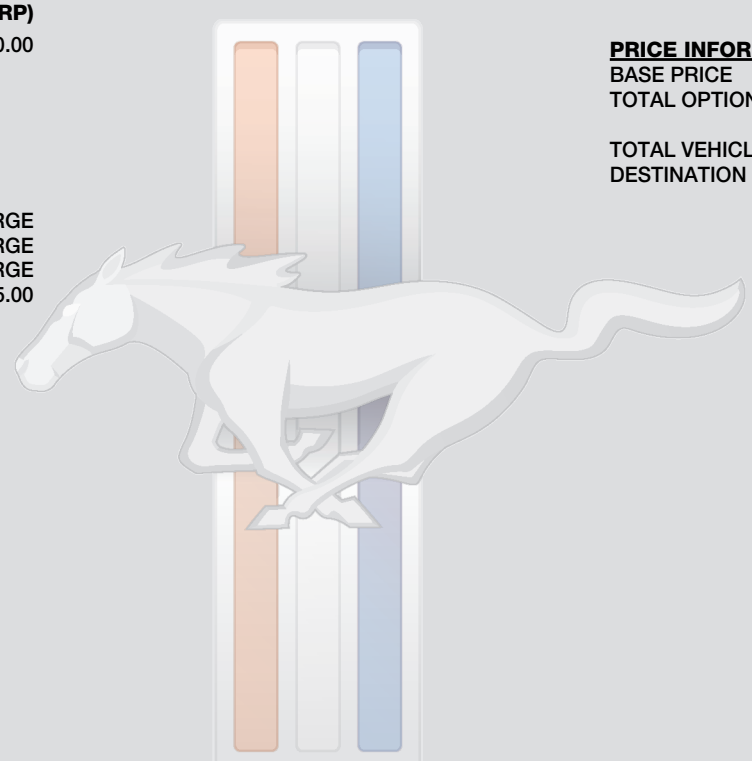 RP)
0.00
RGE
RGE
RGE
5.00
PRICE INFOR
BASE PRICE
TOTAL OPTION
TOTAL VEHICL
DESTINATION